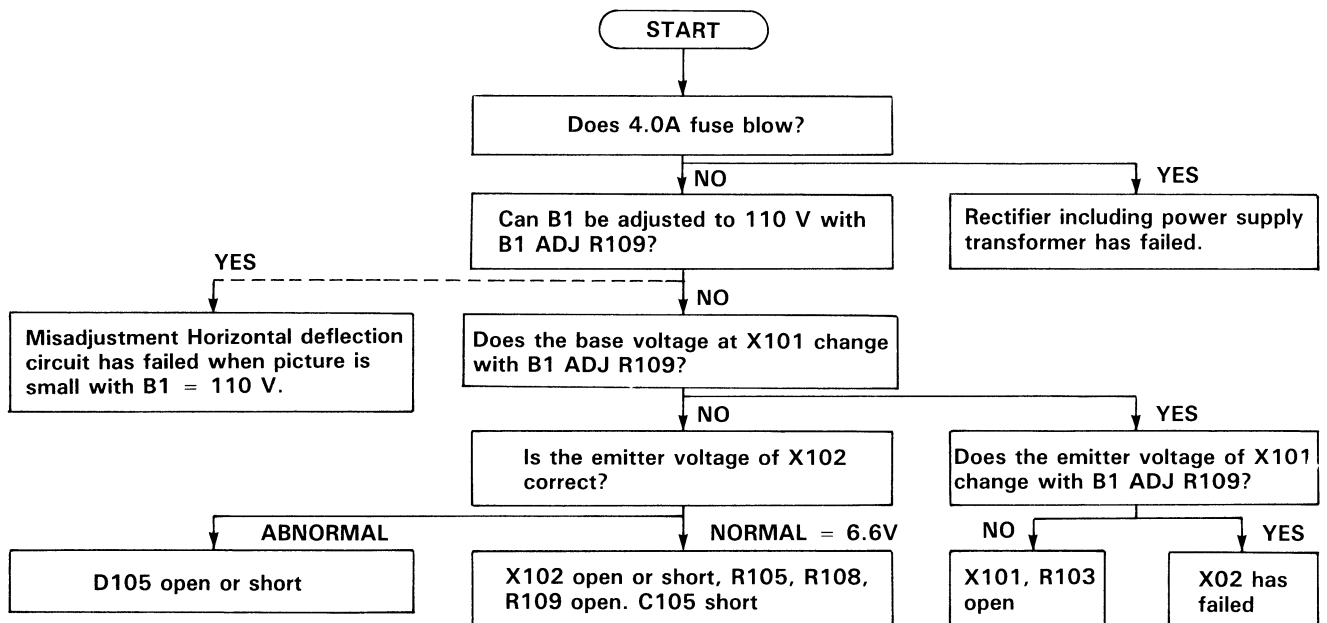 START
Does 4.0A fuse blow?
NO
YES
Can B1 be adjusted to 110 V with
B1 ADJ R109?
Rectifier including power supply
transformer has failed.
YES
NO
Misadjustment Horizontal deflection
circuit has failed when picture is
small with B1 = 110 V.
Does the base voltage at X101 change
with B1 ADJ R109?
NO
YES
Is the emitter voltage of X102
correct?
Does the emitter voltage of X101
change with B1 ADJ R109?
ABNORMAL
NORMAL = 6.6V
NO
YES
D105 open or short
X102 open or short, R105, R108,
R109 open. C105 short
X101, R103
open
X02 has
failed